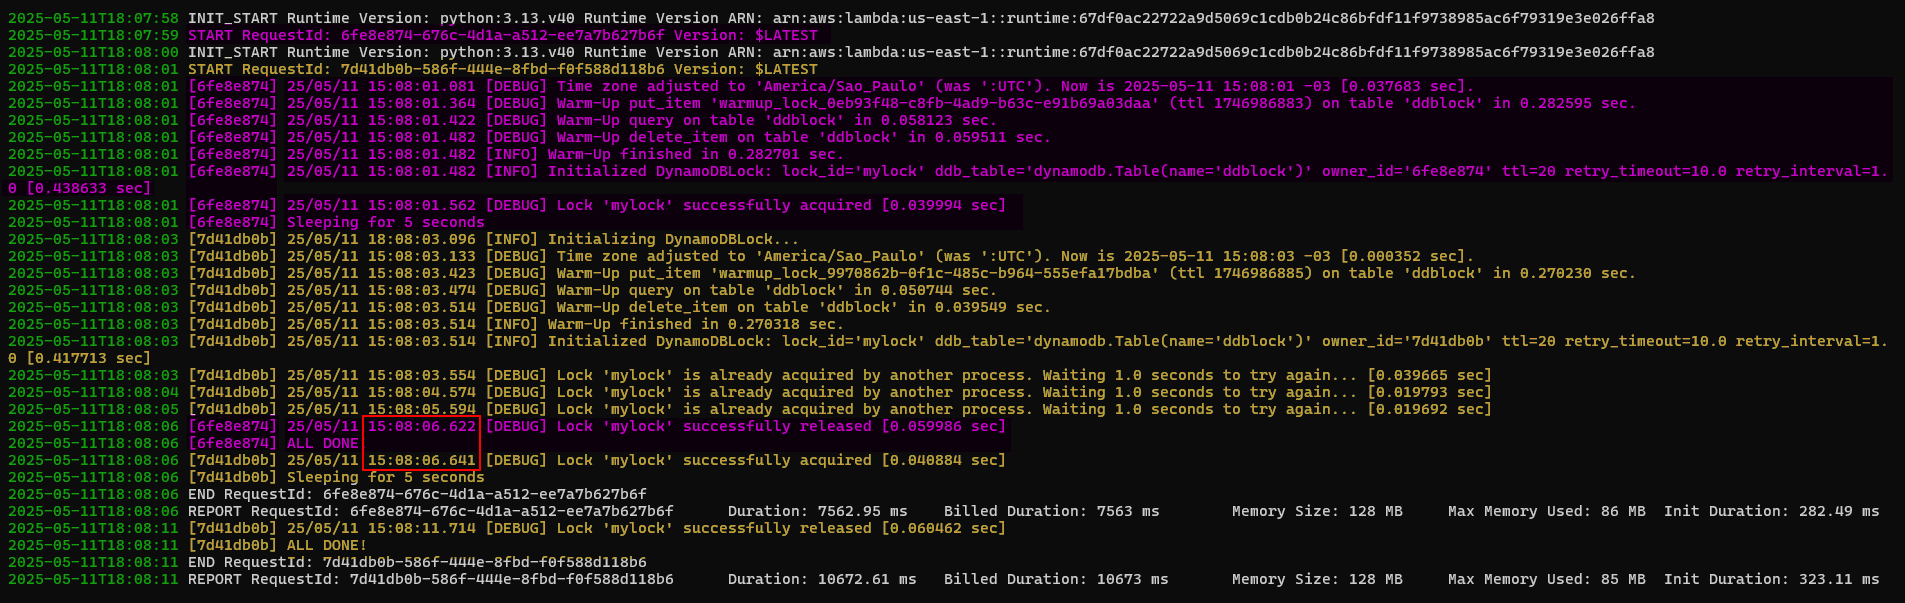 2025-05-11T18:07:58 INIT_START Runtime Version: python:3.13.v40 Runtime Version ARN: arn:aws:lambda:us-east-1::runtime:67df0ac22722a9d5069c1cdb0b24c86bfdf11f9738985ac6f79319e3e026ffa8
2025-05-11T18:07:59 START RequestId: 6fe8e874-676c-4d1a-a512-ee7a7b627b6f Version: $LATEST
2025-05-11T18:08:00 INIT_START Runtime Version: python:3.13.v40 Runtime Version ARN: arn:aws:lambda:us-east-1::runtime:67df0ac22722a9d5069c1cdb0b24c86bfdf11f9738985ac6f79319e3e026ffa8
2025-05-11T18:08:01 START RequestId: 7d41db0b-586f-444e-8fbd-f0f588d118b6 Version: $LATEST
2025-05-11T18:08:01 [6fe8e874] 25/05/11 15:08:01.081 [DEBUG] Time zone adjusted to 'America/Sao_Paulo' (was ':UTC'). Now is 2025-05-11 15:08:01 -03 [0.037683 sec].
2025-05-11T18:08:01 [6fe8e874] 25/05/11 15:08:01.364 [DEBUG] Warm-Up put_item 'warmup_lock_0eb93f48-c8fb-4ad9-b63c-e91b69a03daa' (ttl 1746986883) on table 'ddblock' in 0.282595 sec.
2025-05-11T18:08:01 [6fe8e874] 25/05/11 15:08:01.422 [DEBUG] Warm-Up query on table 'ddblock' in 0.058123 sec.
2025-05-11T18:08:01 [6fe8e874] 25/05/11 15:08:01.482 [DEBUG] Warm-Up delete_item on table 'ddblock' in 0.059511 sec.
2025-05-11T18:08:01 [6fe8e874] 25/05/11 15:08:01.482 [INFO] Warm-Up finished in 0.282701 sec.
2025-05-11T18:08:01 [6fe8e874] 25/05/11 15:08:01.482 [INFO] Initialized DynamoDBLock: lock_id='mylock' ddb_table='dynamodb.Table(name='ddblock')' owner_id='6fe8e874' ttl=20 retry_timeout=10.0 retry_interval=1.
0 [0.438633 sec]
2025-05-11T18:08:01 [6fe8e874] 25/05/11 15:08:01.562 [DEBUG] Lock 'mylock' successfully acquired [0.039994 sec]
2025-05-11T18:08:01 [6fe8e874] Sleeping for 5 seconds
2025-05-11T18:08:03 [7d41db0b] 25/05/11 18:08:03.096 [INFO] Initializing DynamoDBLock...
2025-05-11T18:08:03 [7d41db0b] 25/05/11 15:08:03.133 [DEBUG] Time zone adjusted to 'America/Sao_Paulo' (was ':UTC'). Now is 2025-05-11 15:08:03 -03 [0.000352 sec].
2025-05-11T18:08:03 [7d41db0b] 25/05/11 15:08:03.423 [DEBUG] Warm-Up put_item 'warmup_lock_9970862b-0f1c-485c-b964-555efa17bdba' (ttl 1746986885) on table 'ddblock' in 0.270230 sec.
2025-05-11T18:08:03 [7d41db0b] 25/05/11 15:08:03.474 [DEBUG] Warm-Up query on table 'ddblock' in 0.050744 sec.
2025-05-11T18:08:03 [7d41db0b] 25/05/11 15:08:03.514 [DEBUG] Warm-Up delete_item on table 'ddblock' in 0.039549 sec.
2025-05-11T18:08:03 [7d41db0b] 25/05/11 15:08:03.514 [INFO] Warm-Up finished in 0.270318 sec.
2025-05-11T18:08:03 [7d41db0b] 25/05/11 15:08:03.514 [INFO] Initialized DynamoDBLock: lock_id='mylock' ddb_table='dynamodb.Table(name='ddblock')' owner_id='7d41db0b' ttl=20 retry_timeout=10.0 retry_interval=1.
0 [0.417713 sec]
2025-05-11T18:08:03 [7d41db0b] 25/05/11 15:08:03.554 [DEBUG] Lock 'mylock' is already acquired by another process. Waiting 1.0 seconds to try again... [0.039665 sec]
2025-05-11T18:08:04 [7d41db0b] 25/05/11 15:08:04.574 [DEBUG] Lock 'mylock' is already acquired by another process. Waiting 1.0 seconds to try again... [0.019793 sec]
2025-05-11T18:08:05 [7d41db0b] 25/05/11 15:08:05.594 [DEBUG] Lock 'mylock' is already acquired by another process. Waiting 1.0 seconds to try again... [0.019692 sec]
2025-05-11T18:08:06 [6fe8e874] 25/05/11 15:08:06.622 [DEBUG] Lock 'mylock' successfully released [0.059986 sec]
2025-05-11T18:08:06 [6fe8e874] ALL DONE!
2025-05-11T18:08:06 [7d41db0b] 25/05/11 15:08:06.641 [DEBUG] Lock 'mylock' successfully acquired [0.040884 sec]
2025-05-11T18:08:06 [7d41db0b] Sleeping for 5 seconds
2025-05-11T18:08:06 END RequestId: 6fe8e874-676c-4d1a-a512-ee7a7b627b6f
2025-05-11T18:08:06 REPORT RequestId: 6fe8e874-676c-4d1a-a512-ee7a7b627b6f Duration: 7562.95 ms Billed Duration: 7563 ms Memory Size: 128 MB Max Memory Used: 86 MB Init Duration: 282.49 ms
2025-05-11T18:08:11 [7d41db0b] 25/05/11 15:08:11.714 [DEBUG] Lock 'mylock' successfully released [0.060462 sec]
2025-05-11T18:08:11 [7d41db0b] ALL DONE!
2025-05-11T18:08:11 END RequestId: 7d41db0b-586f-444e-8fbd-f0f588d118b6
2025-05-11T18:08:11 REPORT RequestId: 7d41db0b-586f-444e-8fbd-f0f588d118b6 Duration: 10672.61 ms Billed Duration: 10673 ms Memory Size: 128 MB Max Memory Used: 85 MB Init Duration: 323.11 ms